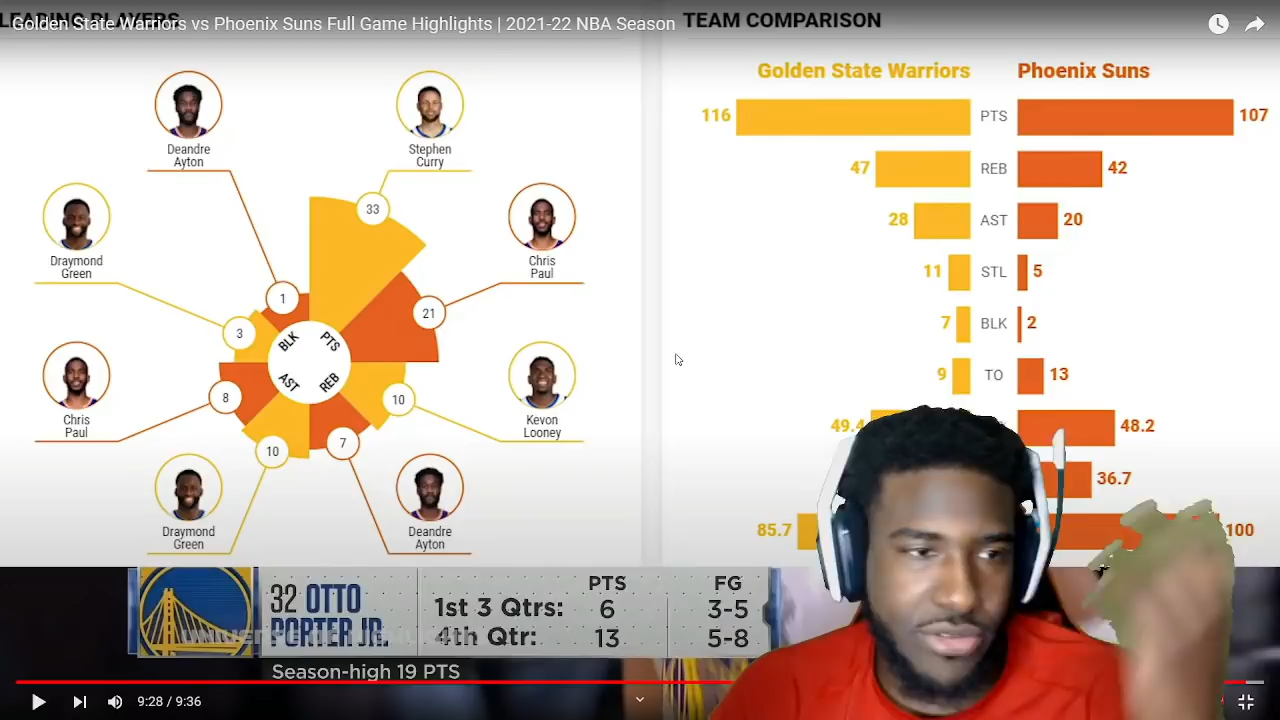 LEADING PLAYERS
Golden State Warriors vs Phoenix Suns Full Game Highlights | 2021-22 NBA Season
TEAM COMPARISON
Golden State Warriors
Phoenix Suns
116 PTS 107
47 REB 42
28 AST 20
11 STL 5
7 BLK 2
9 TO 13
49.4 48.2
36.7
85.7 100
Deandre
Ayton
Stephen
Curry
33
Draymond
Green
Chris
Paul
1
21
3
BLK
PTS
AST
REB
Chris
Paul
8
10
Kevon
Looney
10
7
Draymond
Green
Deandre
Ayton
32 OTTO
PORTER JR.
PTS FG
1st 3 Qtrs: 6 3-5
4th Qtr: 13 5-8
Season-high 19 PTS
9:28 / 9:36